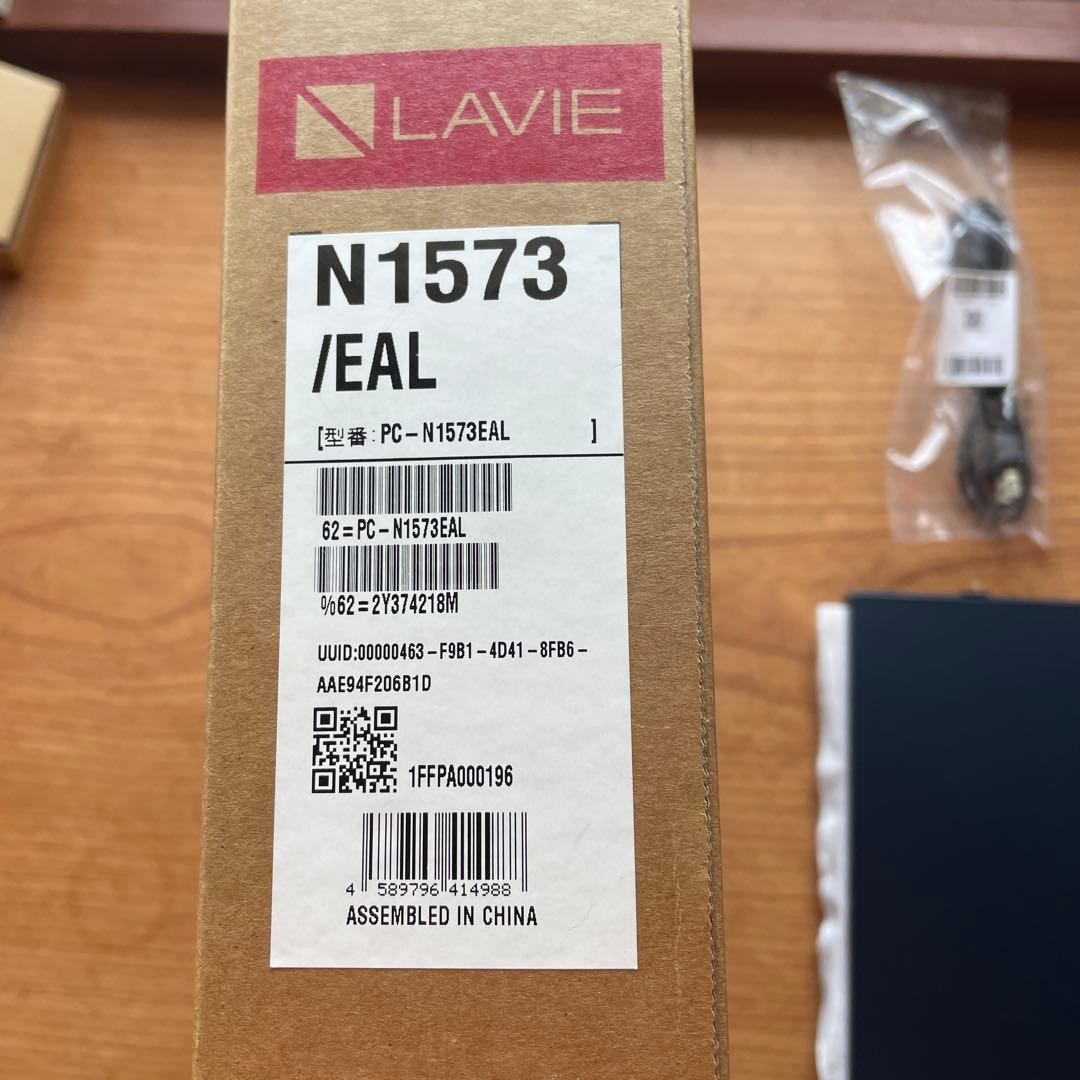 LAVIE
N1573
/EAL
[型番:PC-N1573EAL ]
62=PC-N1573EAL
%62=2Y374218M
UUID:00000463-F9B1-4D41-8FB6-
AAE94F206B1D
1FFPA000196
4 589796 414988
ASSEMBLED IN CHINA